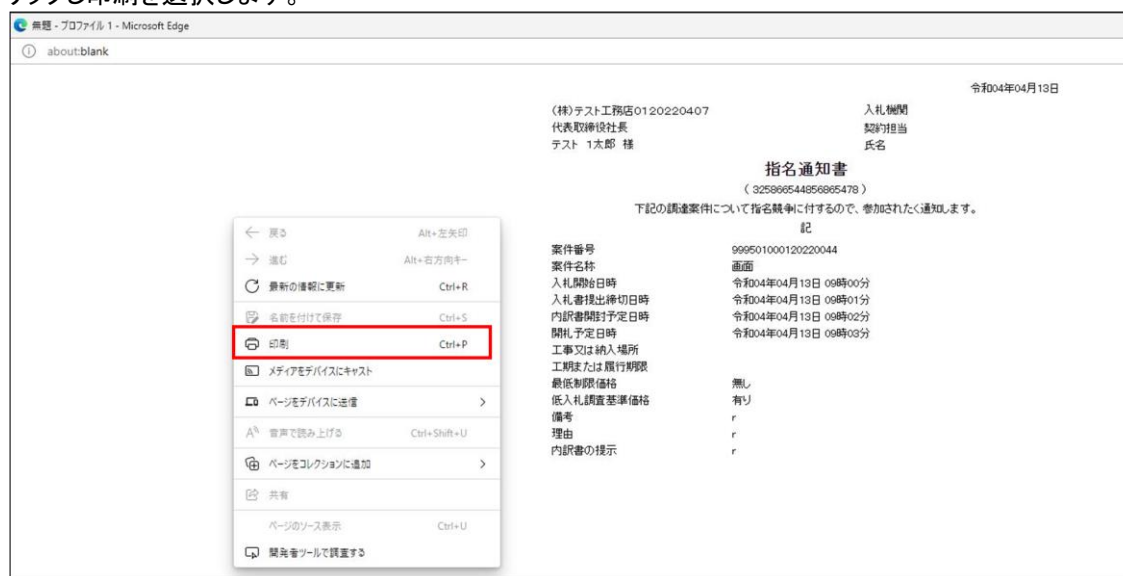 リックし印刷を選択します。
無題 - プロファイル 1 - Microsoft Edge
about:blank
令和04年04月13日
(株)テスト工務店0120220407 入札機関
代表取締役社長 契約担当
テスト 1太郎 様 氏名
指名通知書
( 325866544856865478 )
下記の調達案件について指名競争に付するので、参加されたく通知します。
記
案件番号 999501000120220044
案件名称 画面
入札開始日時 令和04年04月13日 09時00分
入札書提出締切日時 令和04年04月13日 09時01分
内訳書開封予定日時 令和04年04月13日 09時02分
開札予定日時 令和04年04月13日 09時03分
工事又は納入場所
工期または履行期限
最低制限価格 無し
低入札調査基準価格 有り
備考 r
理由 r
内訳書の提示 r
戻る Alt+左矢印
進む Alt+右方向キー
最新の情報に更新 Ctrl+R
名前を付けて保存 Ctrl+S
印刷 Ctrl+P
メディアをデバイスにキャスト
ページをデバイスに送信
音声で読み上げる Ctrl+Shift+U
ページをコレクションに追加
共有
ページのソース表示 Ctrl+U
開発者ツールで調査する